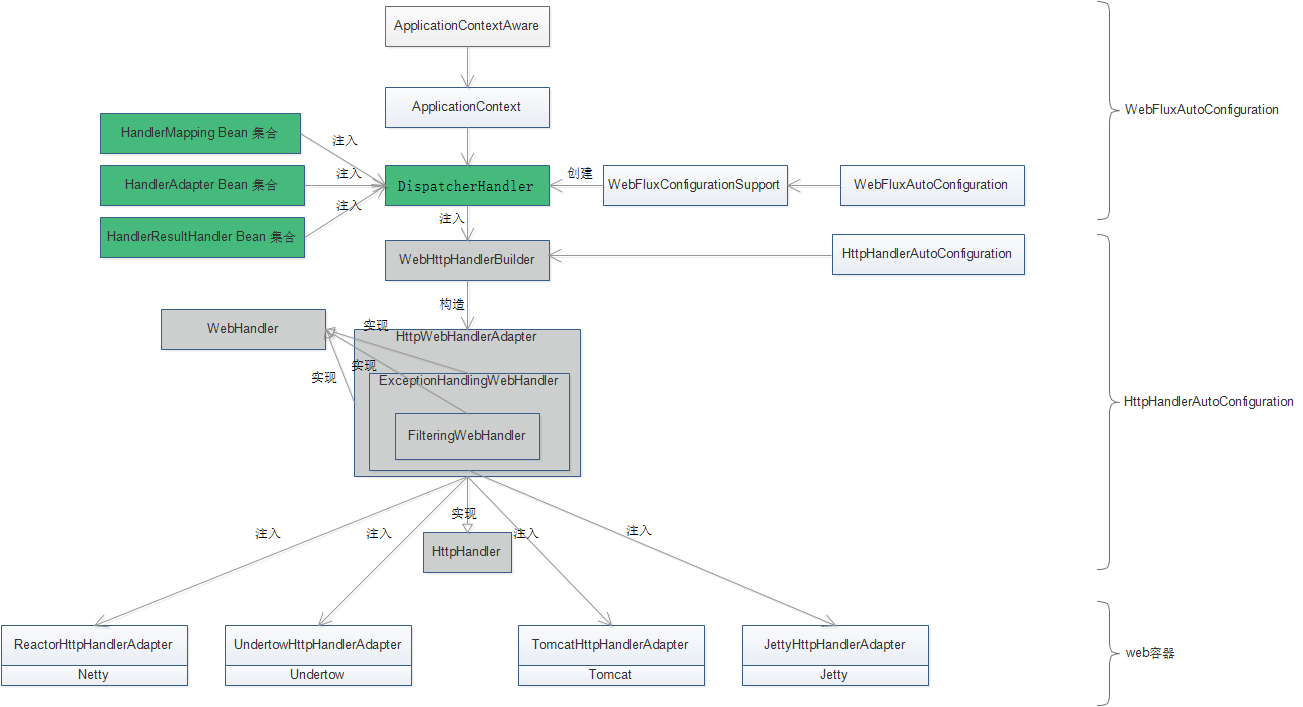 ApplicationContextAware
ApplicationContext
WebFluxAutoConfiguration
HandlerMapping Bean 集合
注入
HandlerAdapter Bean 集合
注入
DispatcherHandler
创建
WebFluxConfigurationSupport
WebFluxAutoConfiguration
注入
HandlerResultHandler Bean 集合
注入
WebHttpHandlerBuilder
HttpHandlerAutoConfiguration
构造
WebHandler
实现
HttpWebHandlerAdapter
实现
实现
ExceptionHandlingWebHandler
HttpHandlerAutoConfiguration
FilteringWebHandler
实现
注入
注入
注入
注入
HttpHandler
ReactorHttpHandlerAdapter
Netty
UndertowHttpHandlerAdapter
Undertow
TomcatHttpHandlerAdapter
Tomcat
JettyHttpHandlerAdapter
Jetty
web容器